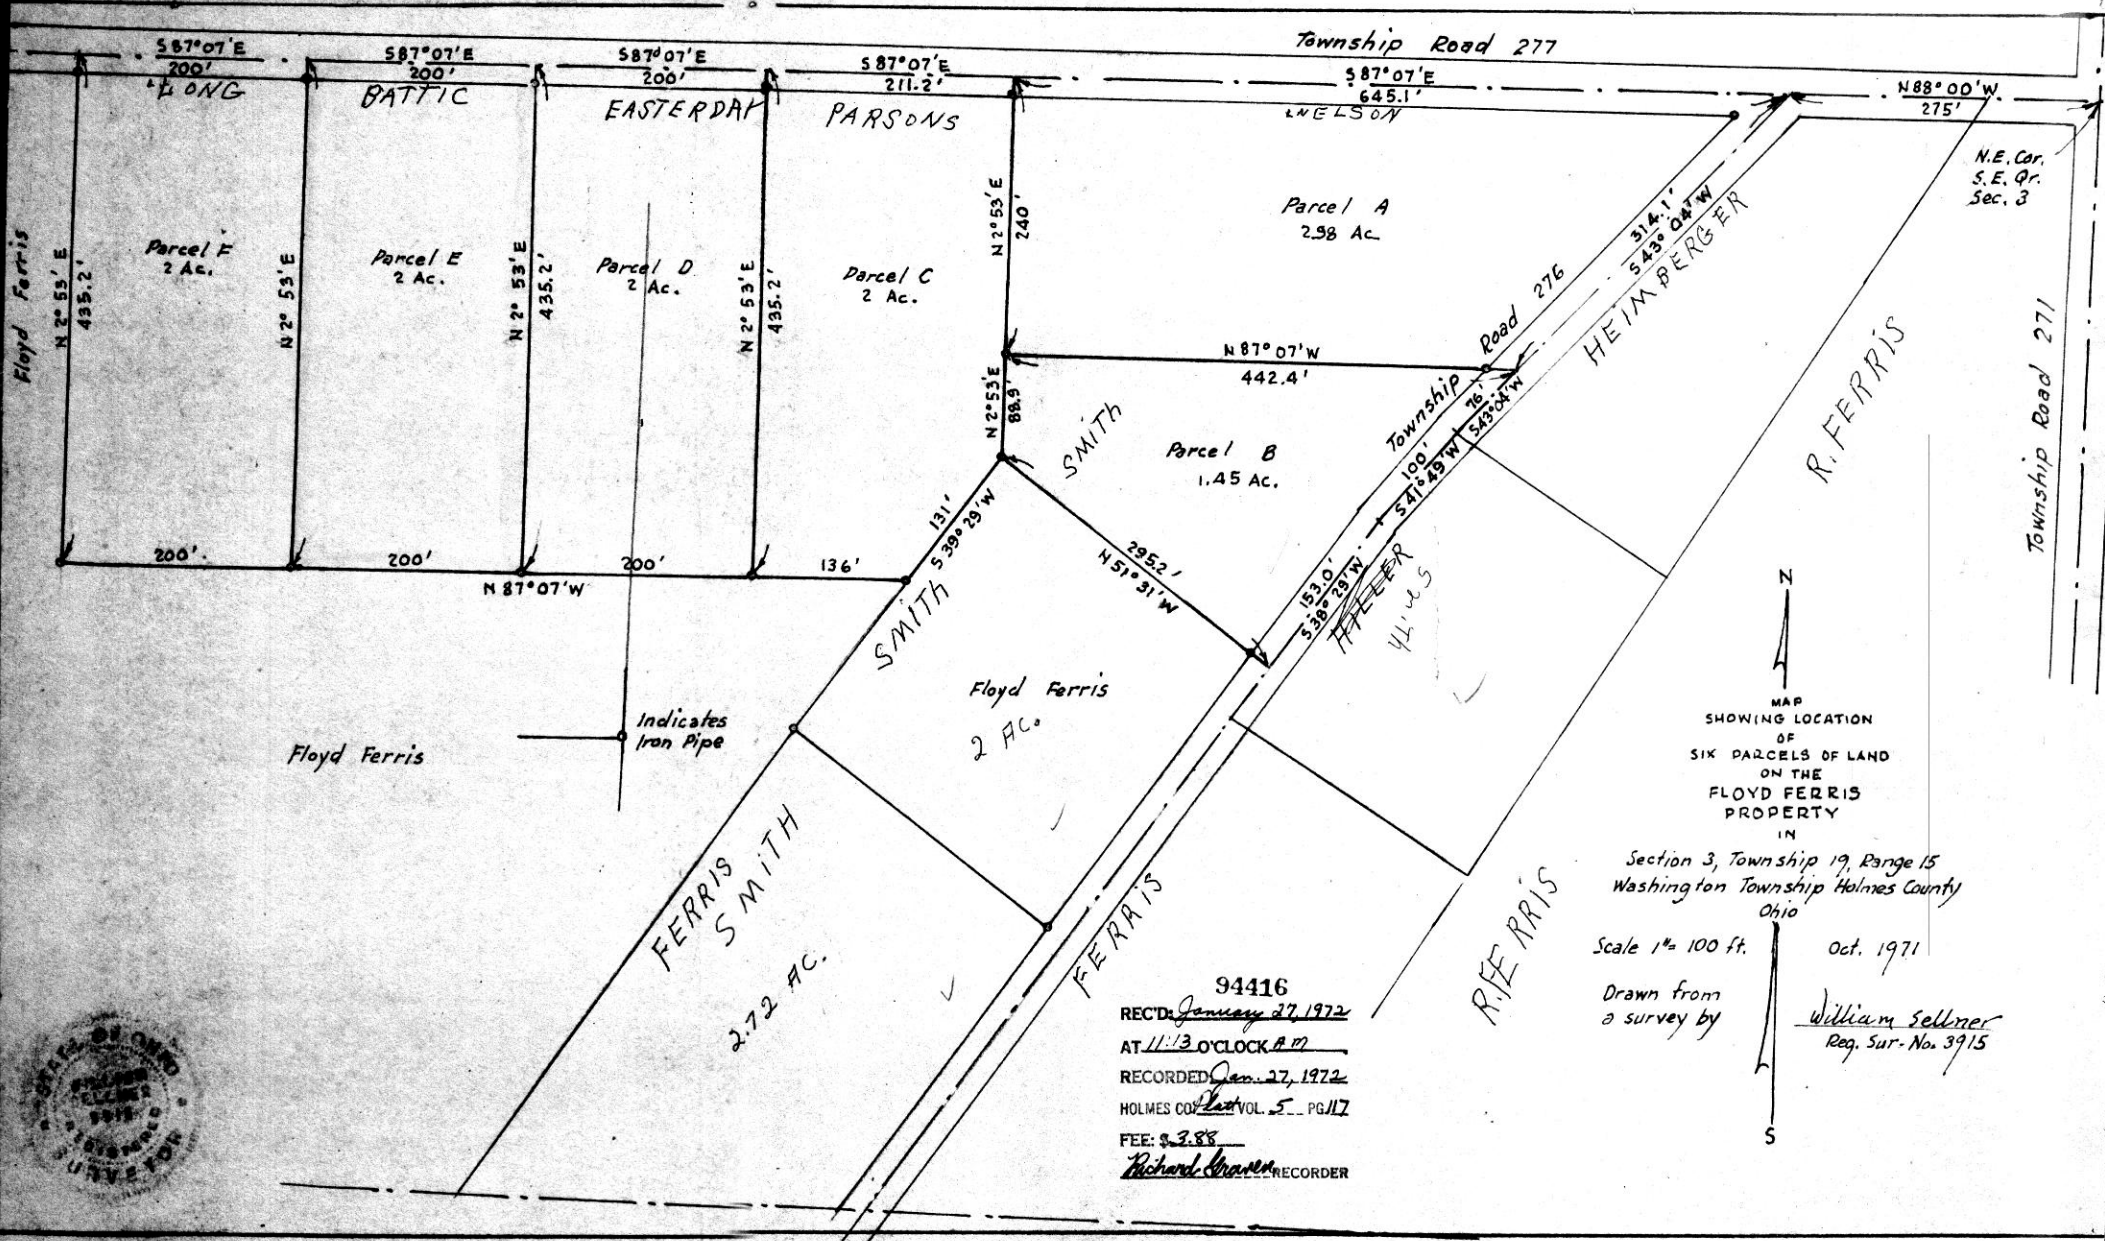 Township Road 277
S87°07'E
200'
S87°07'E
200'
S87°07'E
200'
S87°07'E
211.2'
S87°07'E
645.1'
N88°00'W
275'
LONG
BATTIC
EASTERDAY
PARSONS
NELSON
N.E. Cor.
S.E. Qr.
Sec. 3
Floyd Ferris
N 2° 53' E
435.2'
Parcel F
2 Ac.
N 2° 53' E
Parcel E
2 Ac.
N 2° 53' E
435.2'
Parcel D
2 Ac.
N 2° 53' E
435.2'
Parcel C
2 Ac.
N 2° 53' E
240'
Parcel A
2.98 Ac
314.1'
S43° 04' W
HEIMBERGER
R. FERRIS
Township Road 271
N 87° 07' W
442.4'
Township Road 276
N 2° 53' E
88.9'
SMITH
Parcel B
1.45 Ac.
76'
S43°04'W
100'
S41°49'W
153.0'
S38°29'W
HILER
295.2'
N 51° 31' W
131'
S 39° 29' W
200'
200'
200'
136'
N 87° 07' W
SMITH
Floyd Ferris
2 AC.
Indicates
Iron Pipe
Floyd Ferris
FERRIS
SMITH
2.72 AC.
FERRIS
R.FERRIS
N
MAP
SHOWING LOCATION
OF
SIX PARCELS OF LAND
ON THE
FLOYD FERRIS
PROPERTY
IN
Section 3, Township 19, Range 15
Washington Township Holmes County
Ohio
Scale 1"= 100 ft.
Oct. 1971
Drawn from
a survey by
William Sellner
Reg. Sur. No. 3915
S
94416
REC'D: January 27, 1972
AT 11:13 O'CLOCK AM
RECORDED Jan. 27, 1972
HOLMES CO. Plat VOL. 5 PG 117
FEE: $3.88
Richard Graven RECORDER
STATE OF OHIO
REGISTERED
SURVEYOR